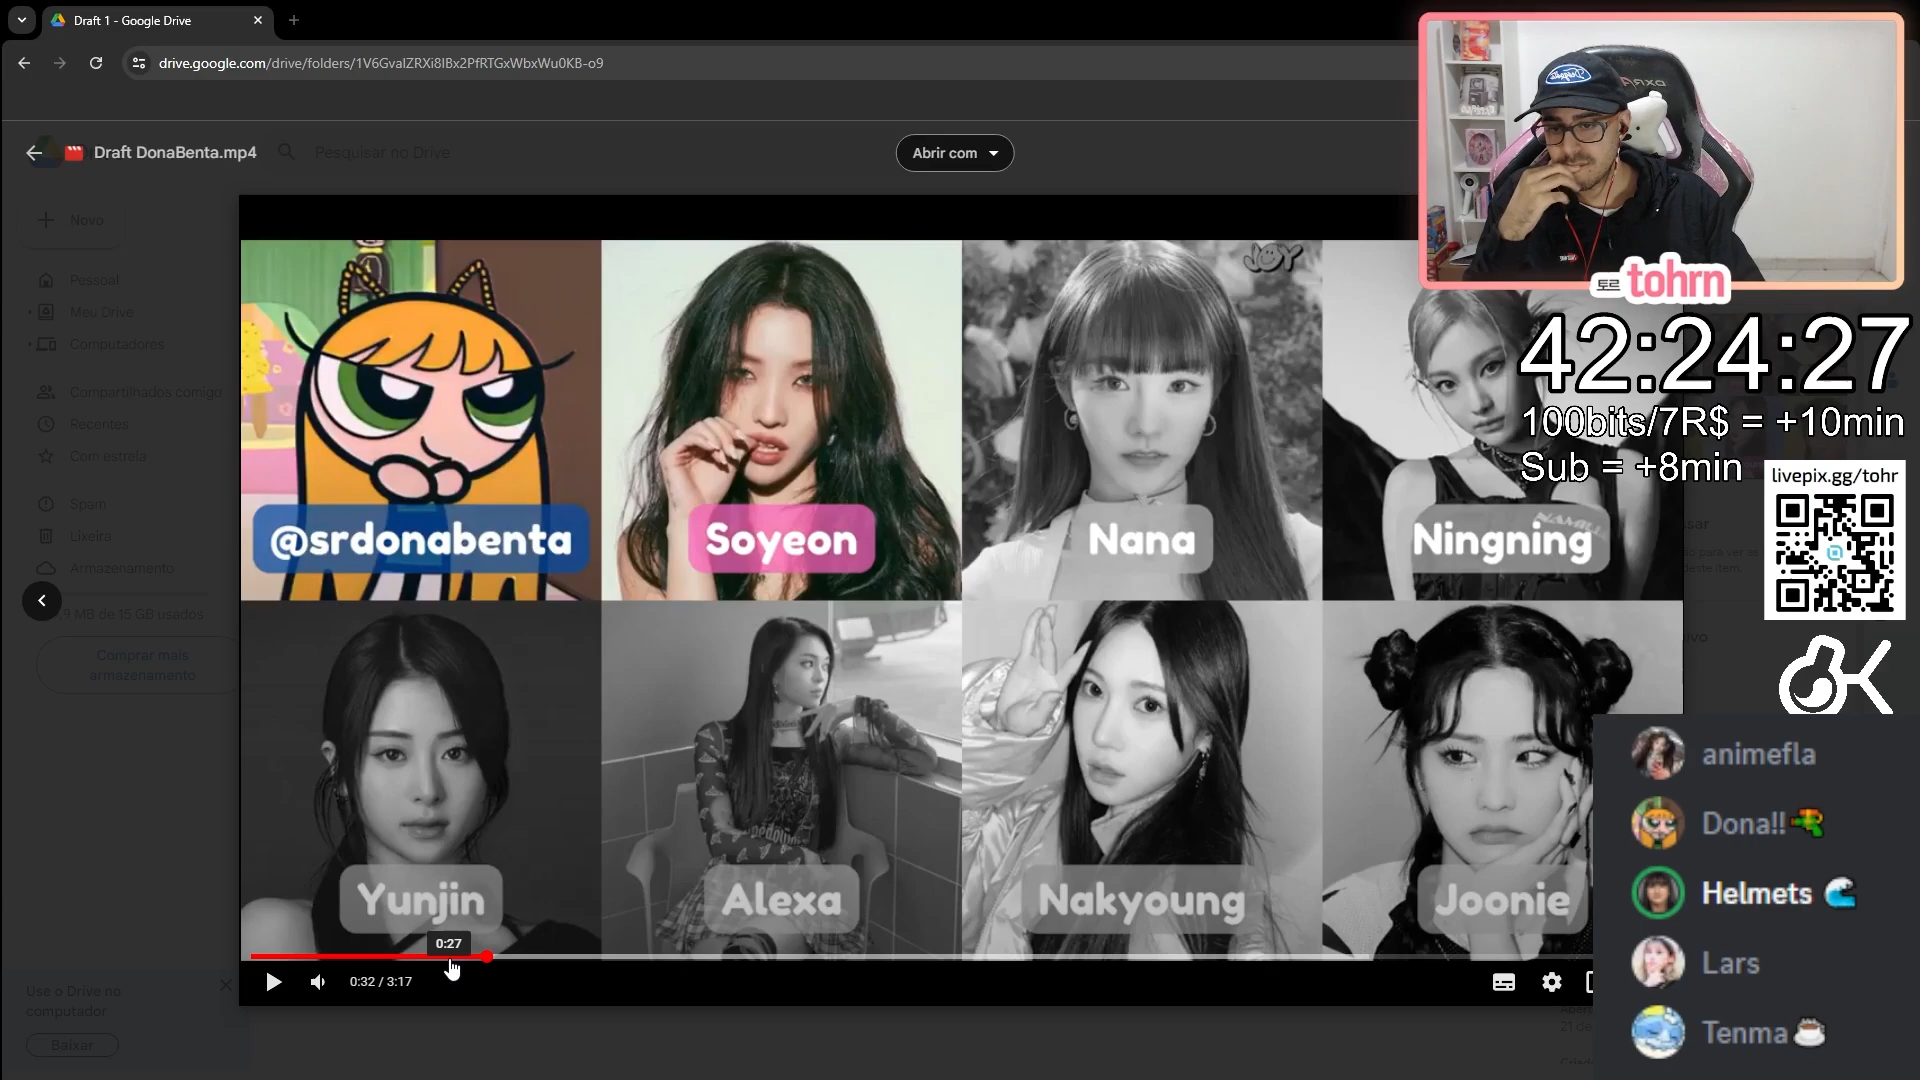 Draft 1 - Google Drive
drive.google.com/drive/folders/1V6GvalZRXi8IBx2PfRTGxWbxWu0KB-o9
Draft DonaBenta.mp4
Pesquisar no Drive
Abrir com
Novo
Pessoal
Meu Drive
Computadores
Compartilhados comigo
Recentes
Com estrela
Spam
Lixeira
Armazenamento
9 MB de 15 GB usados
Comprar mais
armazenamento
Use o Drive no
computador
Baixar
JOY
@srdonabenta
Soyeon
Nana
Ningning
Yunjin
Alexa
Nakyoung
Joonie
0:27
0:32 / 3:17
토르 tohrn
42:24:27
100bits/7R$ = +10min
Sub = +8min
livepix.gg/tohr
animefla
Dona!!
Helmets
Lars
Tenma